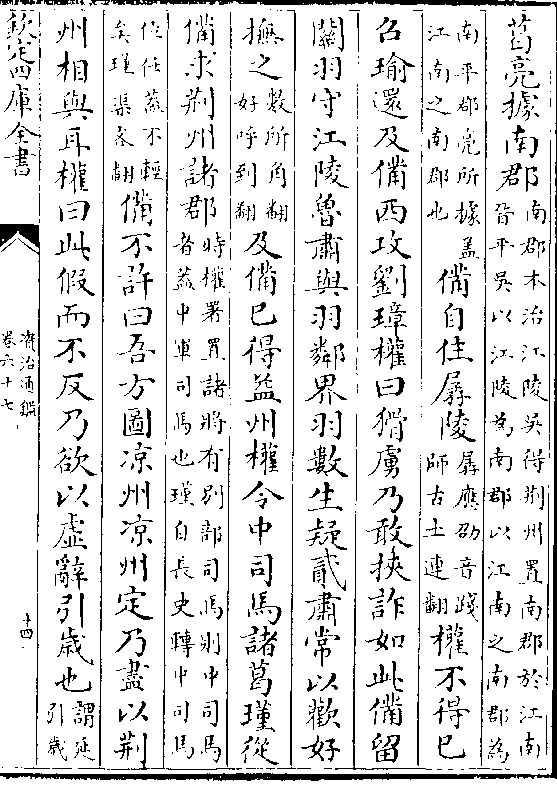 葛亮據南郡南郡本治江陵吳得荆州置南郡於江南
晉平吳以江陵為南郡以江南之南郡為
南平郡亮所據蓋
江南之南郡也備自住孱陵孱應劭音踐
師古士連翻權不得已
召瑜還及備西攻劉璋權曰猾虜乃敢挾詐如此備留
關羽守江陵魯肅與羽鄰界羽數生疑貳肅常以歡好
撫之數所角翻
好呼到翻及備已得益州權令中司馬諸葛瑾從
備求荆州諸郡時權署置諸將有别部司馬則中司馬
者蓋中軍司馬也瑾自長史轉中司馬
位任蓋不輕
矣瑾渠吝翻備不許曰吾方圖凉州凉州定乃盡以荆
州相與耳權曰此假而不反乃欲以虛辭引歲也謂延
引歲
欽定四庫全書
資治通鑑
卷六十七
十四